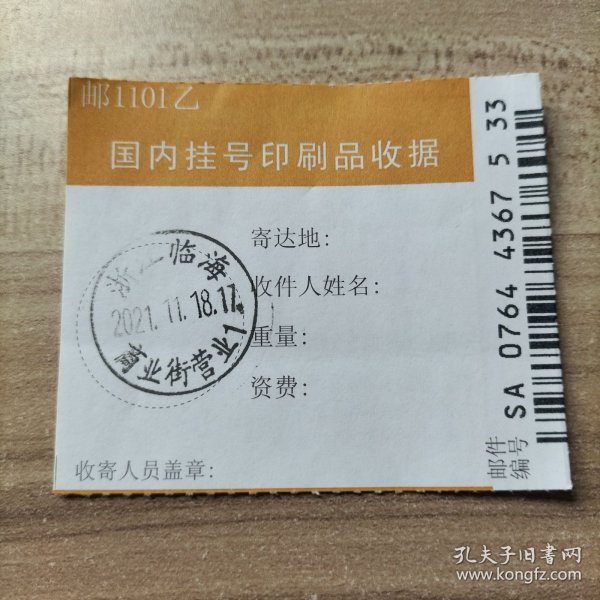 邮1101乙
国内挂号印刷品收据
寄达地：
收件人姓名：
重量：
资费：
收寄人员盖章：
浙江临海
2021.11.18.17
业街营业1
邮件
编号
SA 0764 4367 5 33
孔夫子旧书网
www.kongfz.com